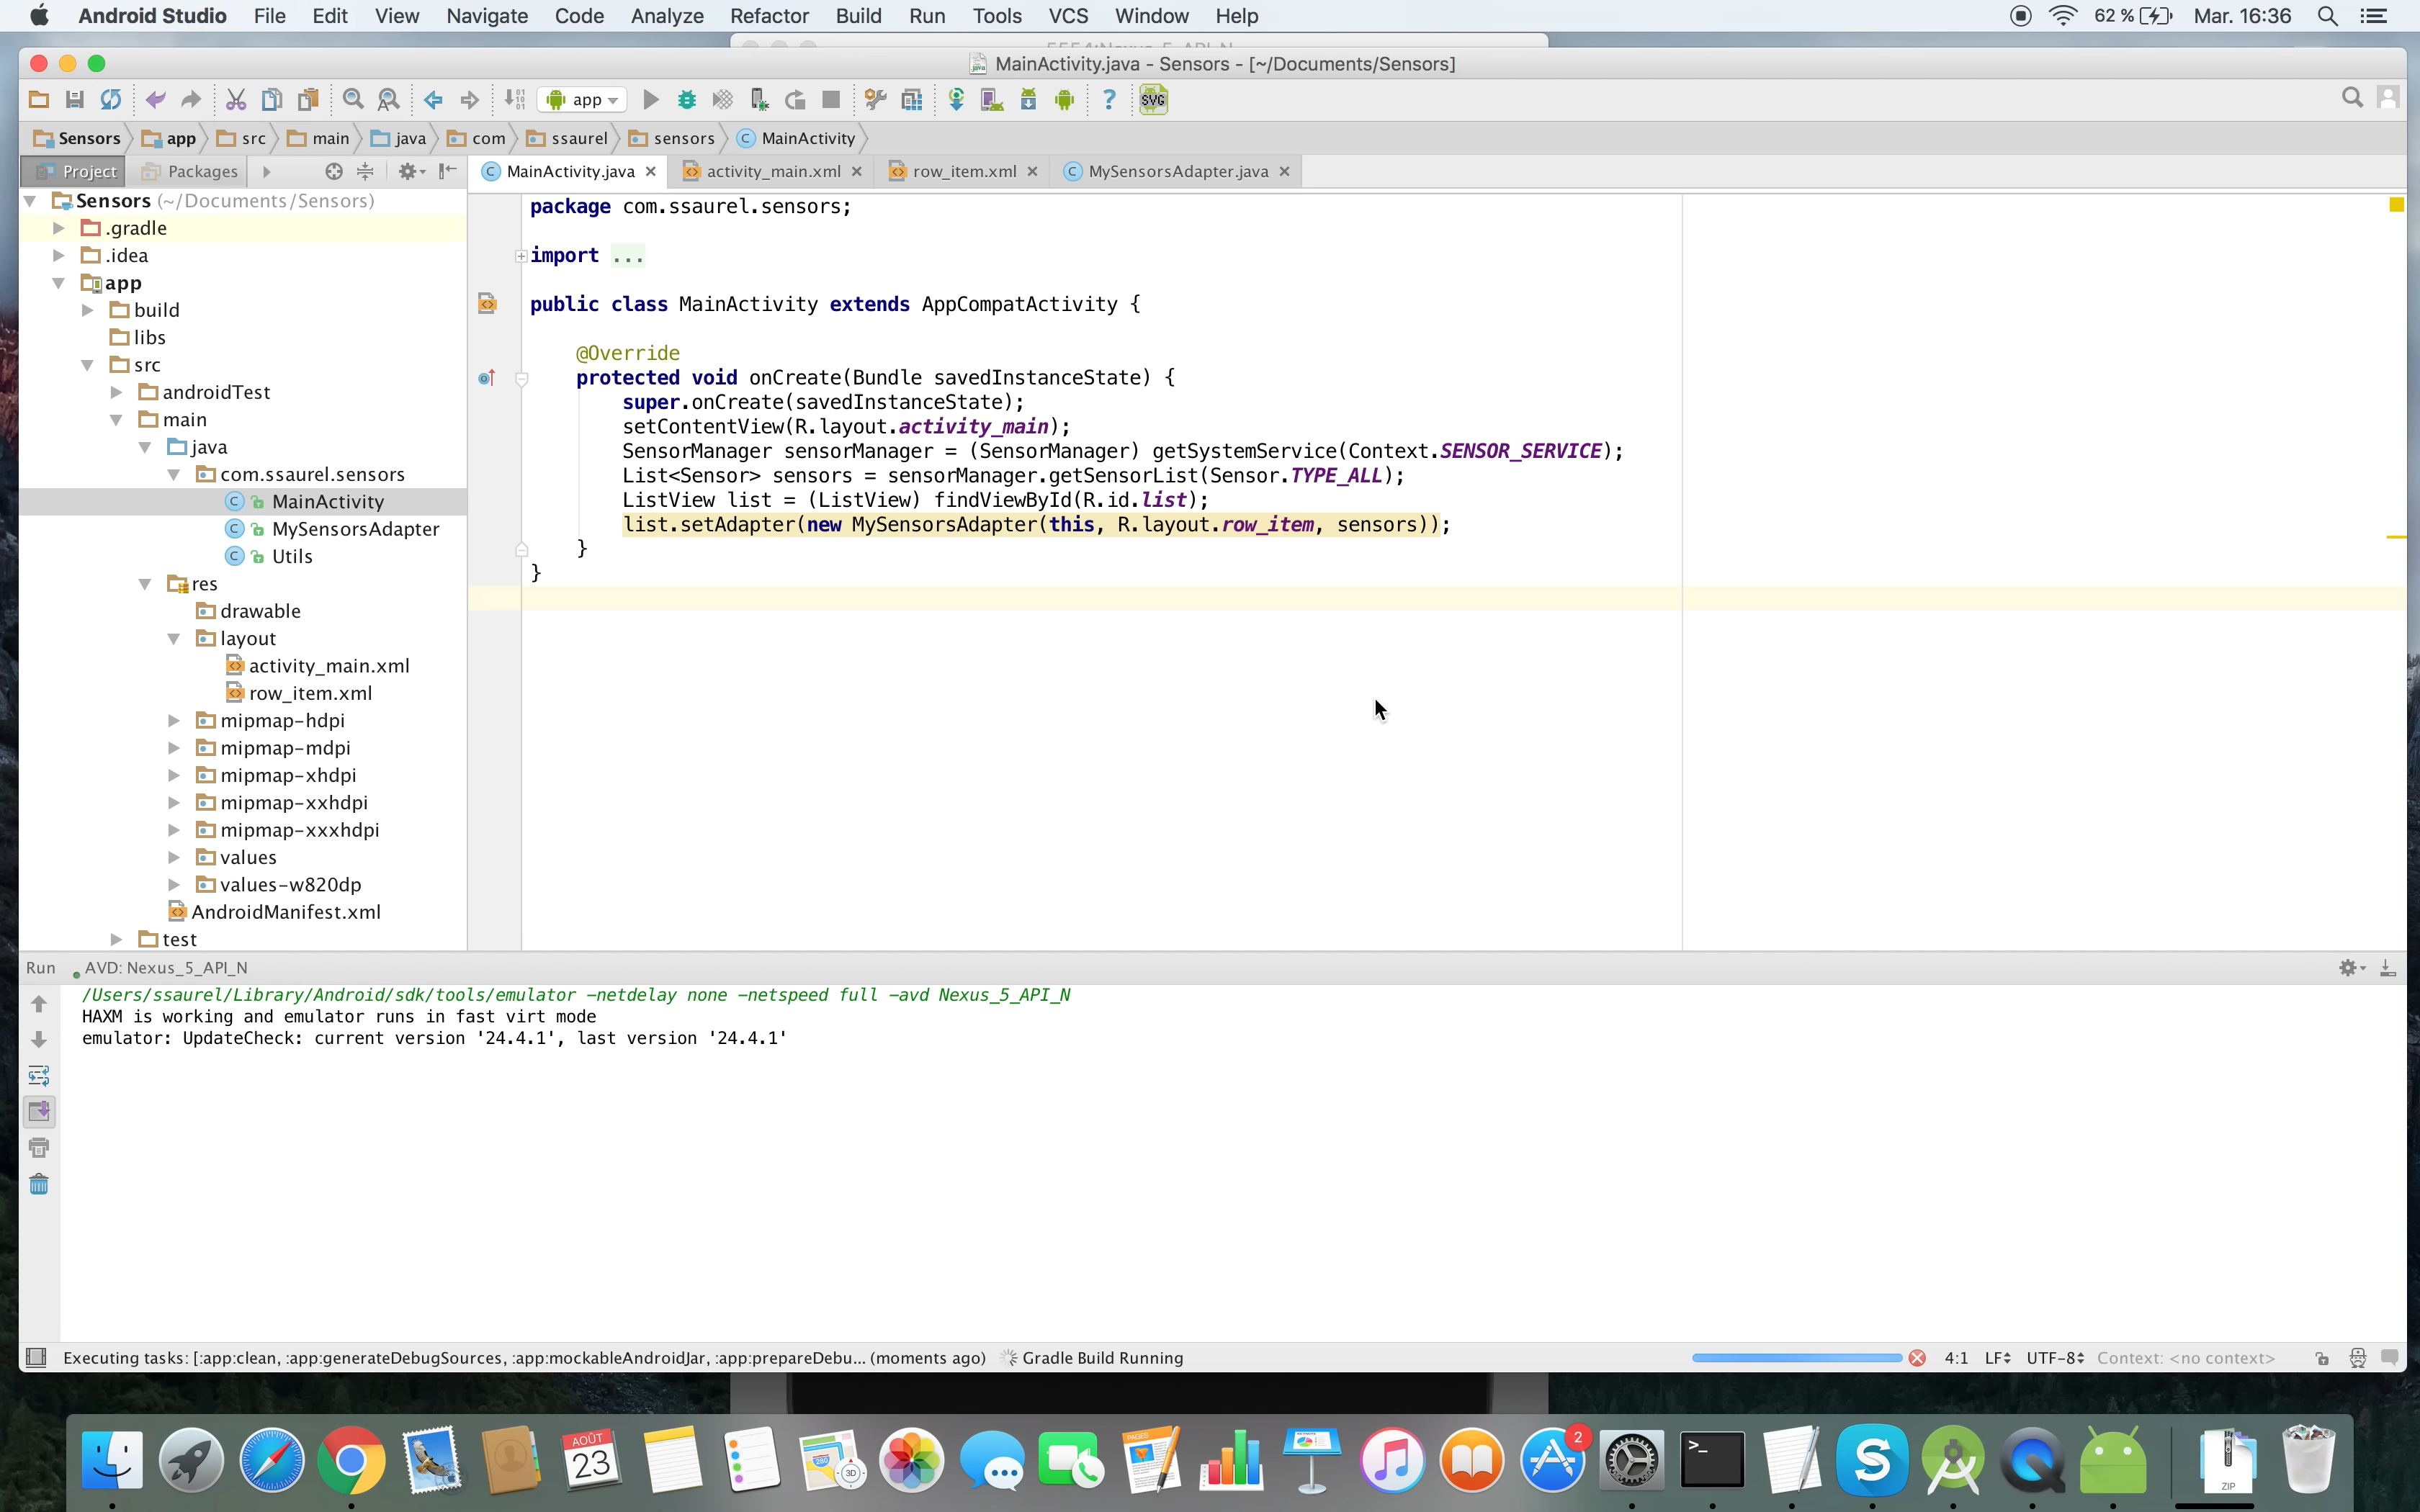 Android Studio File Edit View Navigate Code Analyze Refactor Build Run Tools VCS Window Help 62 % Mar. 16:36
MainActivity.java - Sensors - [~/Documents/Sensors]
app SVG
Sensors app src main java com ssaurel sensors MainActivity
Project Packages MainActivity.java activity_main.xml row_item.xml MySensorsAdapter.java
Sensors (~/Documents/Sensors)
.gradle
.idea
app
build
libs
src
androidTest
main
java
com.ssaurel.sensors
MainActivity
MySensorsAdapter
Utils
res
drawable
layout
activity_main.xml
row_item.xml
mipmap-hdpi
mipmap-mdpi
mipmap-xhdpi
mipmap-xxhdpi
mipmap-xxxhdpi
values
values-w820dp
AndroidManifest.xml
test
package com.ssaurel.sensors;
import ...
public class MainActivity extends AppCompatActivity {
@Override
protected void onCreate(Bundle savedInstanceState) {
super.onCreate(savedInstanceState);
setContentView(R.layout.activity_main);
SensorManager sensorManager = (SensorManager) getSystemService(Context.SENSOR_SERVICE);
List<Sensor> sensors = sensorManager.getSensorList(Sensor.TYPE_ALL);
ListView list = (ListView) findViewById(R.id.list);
list.setAdapter(new MySensorsAdapter(this, R.layout.row_item, sensors));
}
}
Run AVD: Nexus_5_API_N
/Users/ssaurel/Library/Android/sdk/tools/emulator -netdelay none -netspeed full -avd Nexus_5_API_N
HAXM is working and emulator runs in fast virt mode
emulator: UpdateCheck: current version '24.4.1', last version '24.4.1'
Executing tasks: [:app:clean, :app:generateDebugSources, :app:mockableAndroidJar, :app:prepareDebu... (moments ago) Gradle Build Running 4:1 LF UTF-8 Context: <no context>
AOÛT
23
3D
2
ZIP